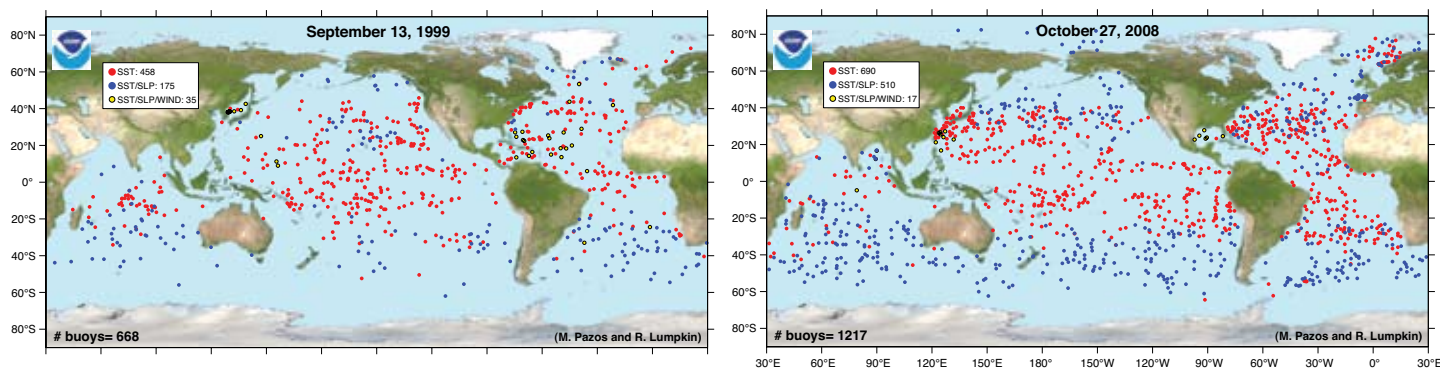 September 13, 1999
SST: 458
SST/SLP: 175
SST/SLP/WIND: 35
80°N
60°N
40°N
20°N
0°
20°S
40°S
60°S
80°S
# buoys= 668
(M. Pazos and R. Lumpkin)
October 27, 2008
SST: 690
SST/SLP: 510
SST/SLP/WIND: 17
80°N
60°N
40°N
20°N
0°
20°S
40°S
60°S
80°S
# buoys= 1217
(M. Pazos and R. Lumpkin)
30°E 60°E 90°E 120°E 150°E 180°E 150°W 120°W 90°W 60°W 30°W 0° 30°E